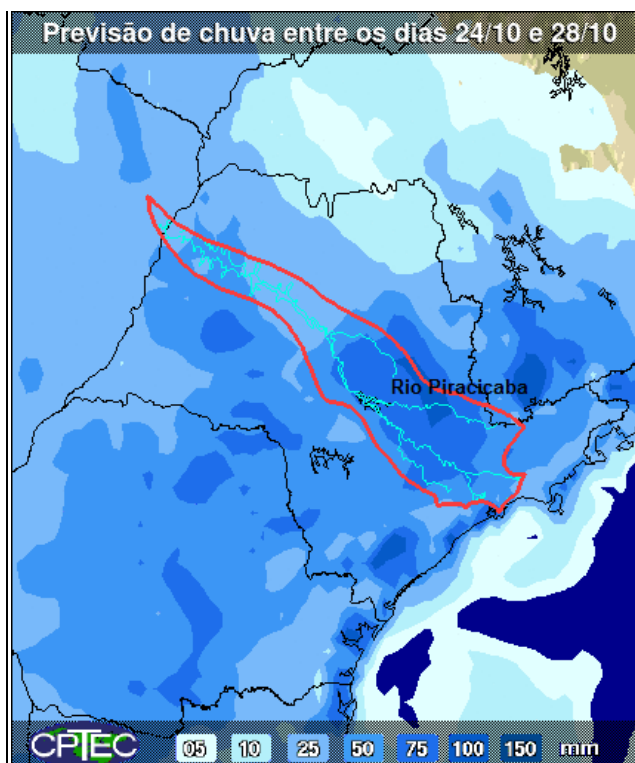 Previsão de chuva entre os dias 24/10 e 28/10
Rio Piracicaba
CPTEC 05 10 25 50 75 100 150 mm